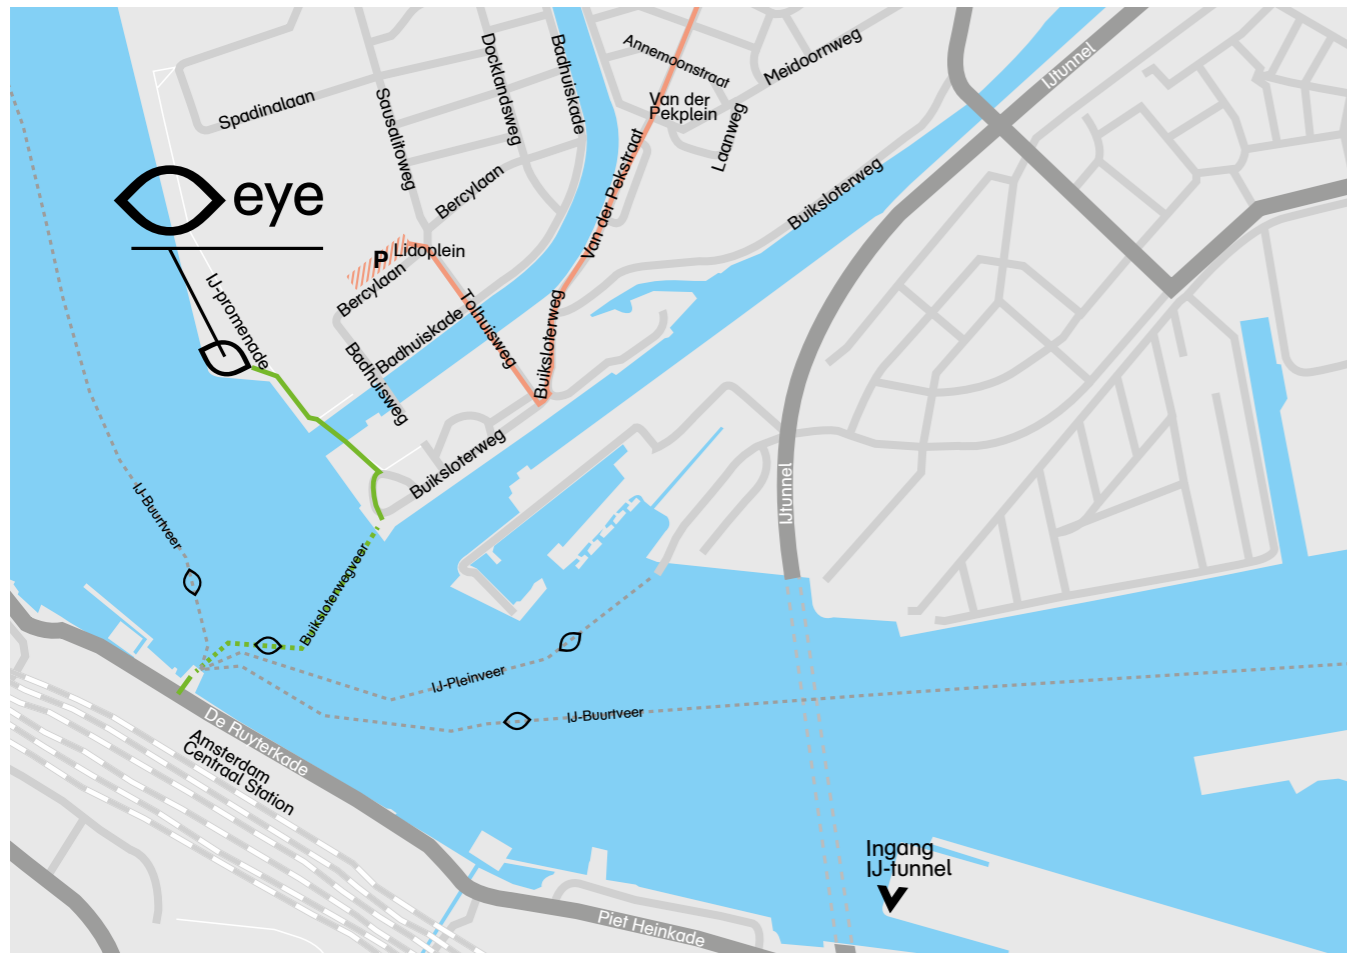 IJtunnel
Annemoonstraat
Meidoornweg
Docklandsweg
Badhuiskade
Sausalitoweg
Spadinalaan
Van der
Pekplein
Laanweg
Van der Pekstraat
Bercylaan
Buiksloterweg
eye
P
Lidoplein
Bercylaan
IJ-promenade
Tolhuisweg
Badhuiskade
Badhuisweg
Buiksloterweg
Buiksloterweg
IJtunnel
IJ-Buurtveer
Buiksloterwegveer
IJ-Pleinveer
IJ-Buurtveer
De Ruyterkade
Amsterdam
Centraal Station
Ingang
IJ-tunnel
Piet Heinkade